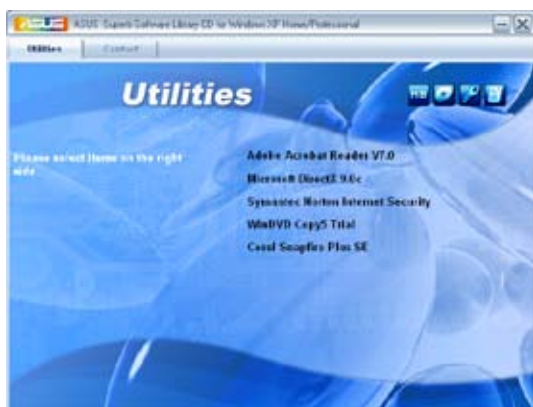 ASUS Superb Software Library CD for Windows XP Home/Professional
Utilities
Contact
Utilities
Please select items on the right
side
Adobe Acrobat Reader V7.0
Microsoft DirectX 9.0c
Symantec Norton Internet Security
WinDVD Copy5 Trial
Corel Snapfire Plus SE